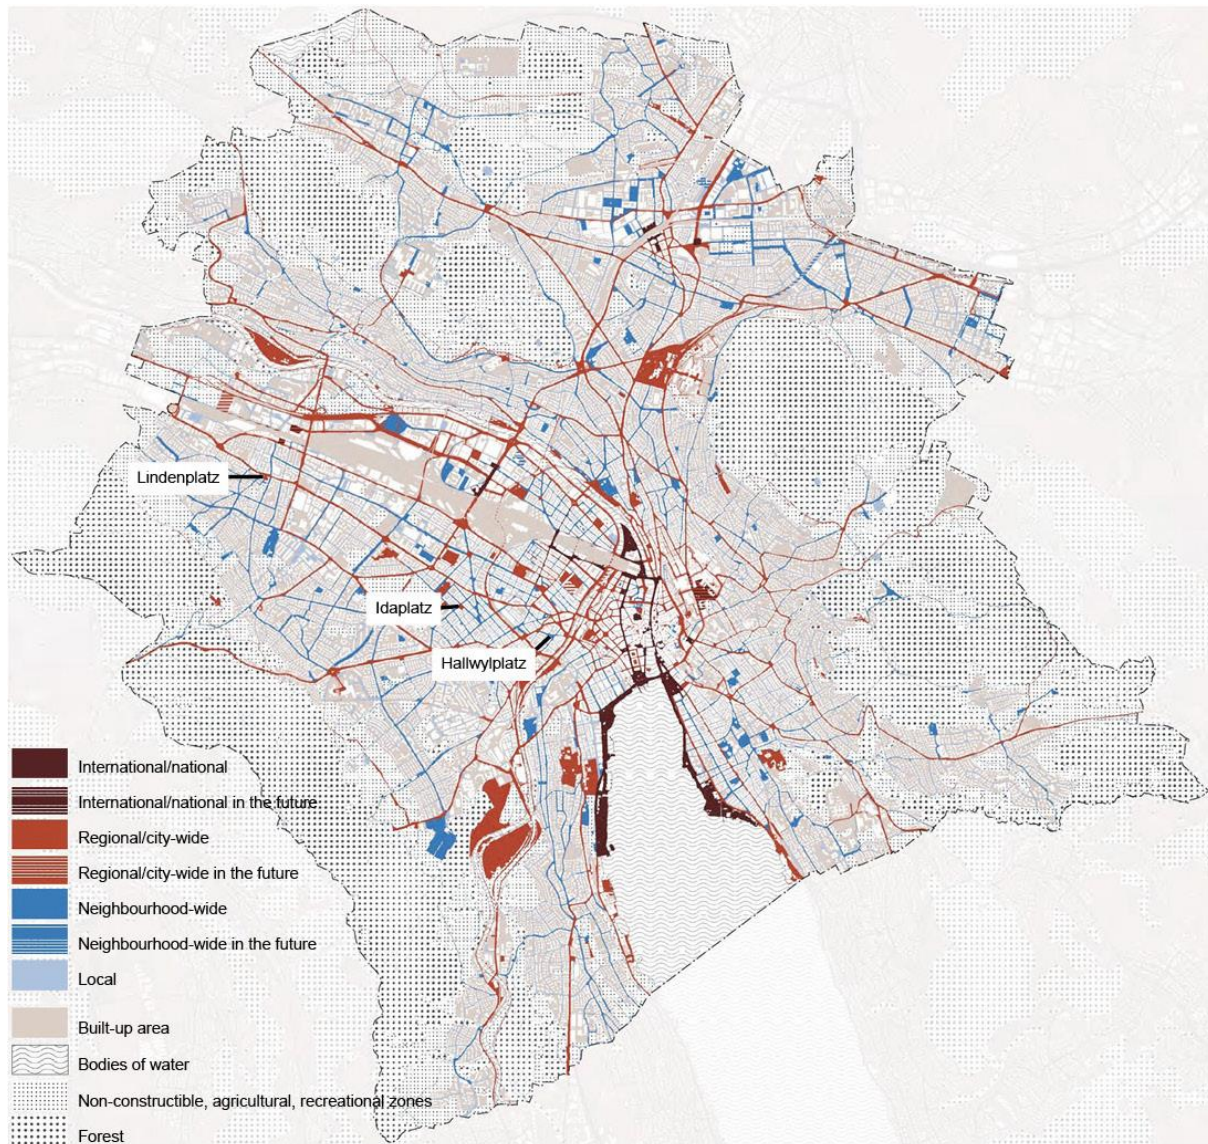 Lindenplatz
Idaplatz
Hallwylplatz
International/national
International/national in the future
Regional/city-wide
Regional/city-wide in the future
Neighbourhood-wide
Neighbourhood-wide in the future
Local
Built-up area
Bodies of water
Non-constructible, agricultural, recreational zones
Forest